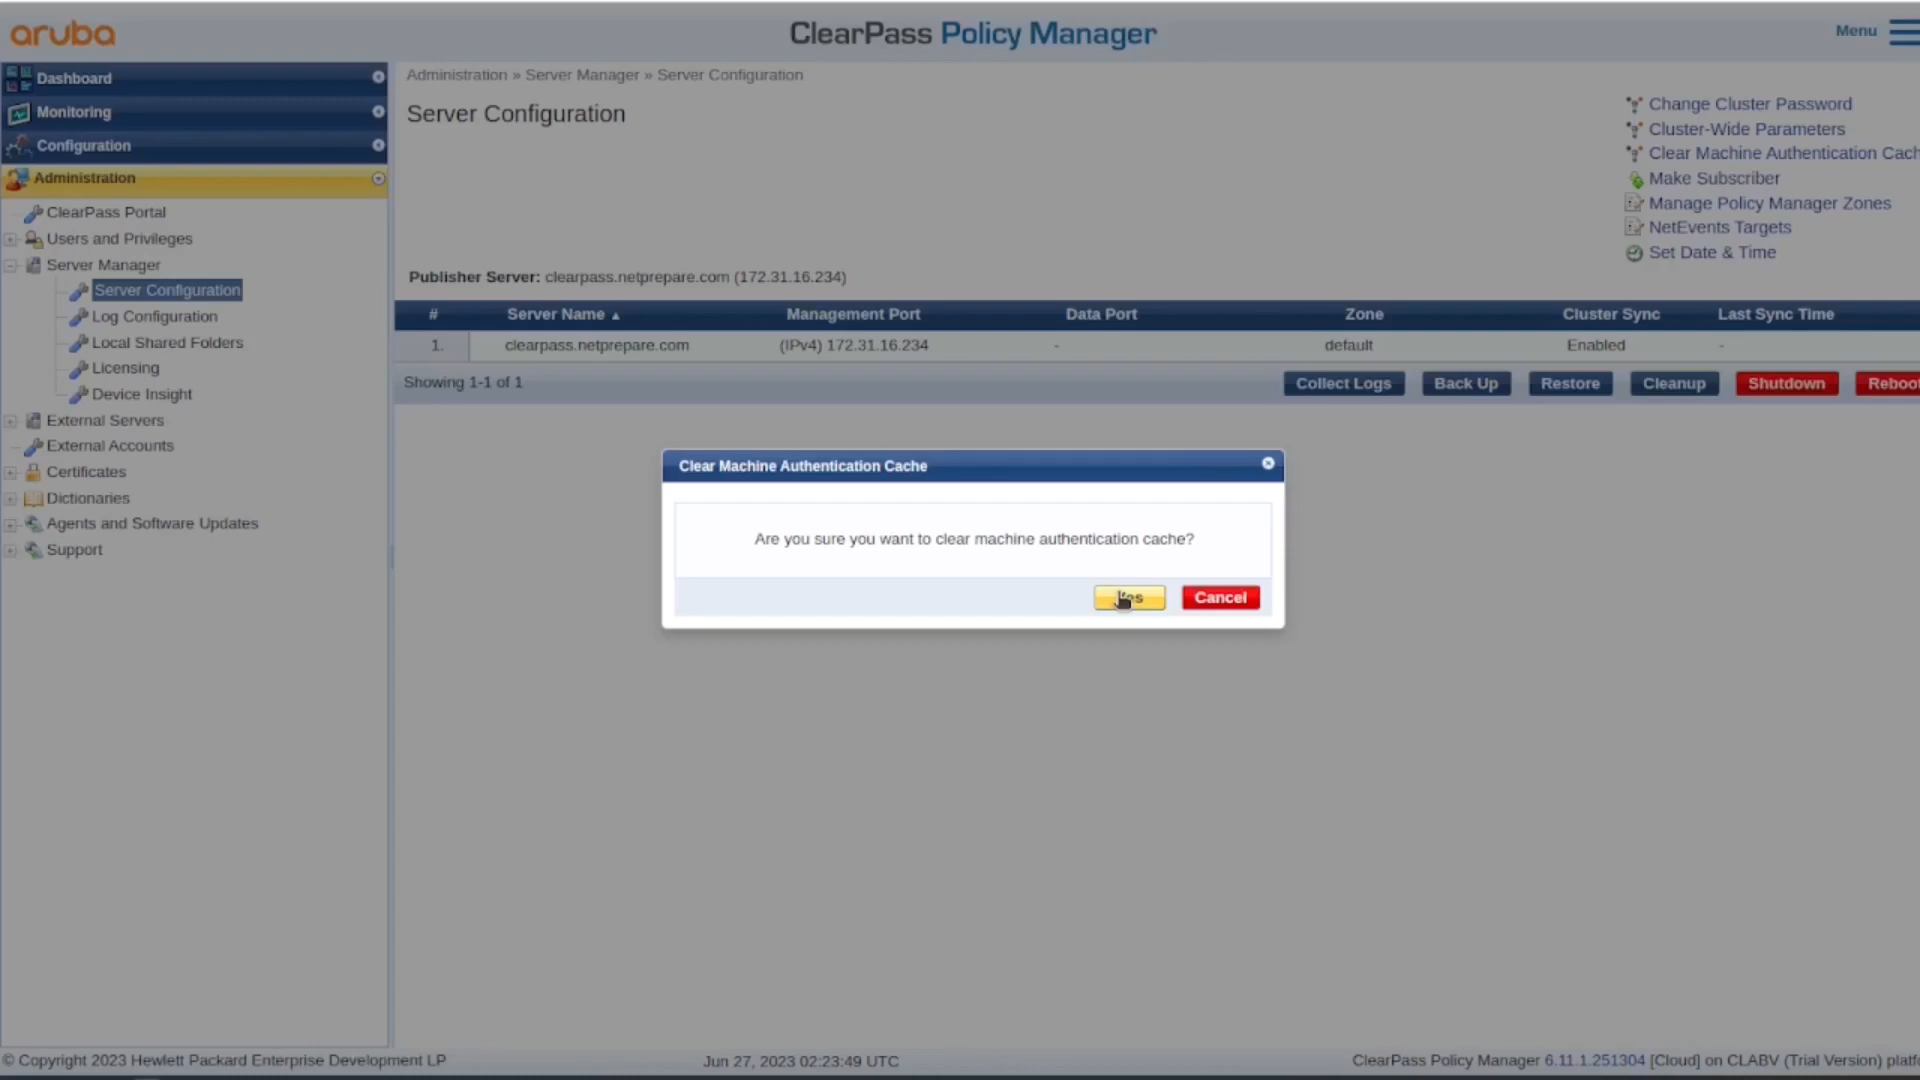 aruba
ClearPass Policy Manager
Menu
Dashboard
Monitoring
Configuration
Administration
ClearPass Portal
Users and Privileges
Server Manager
Server Configuration
Log Configuration
Local Shared Folders
Licensing
Device Insight
External Servers
External Accounts
Certificates
Dictionaries
Agents and Software Updates
Support
Administration » Server Manager » Server Configuration
Server Configuration
Change Cluster Password
Cluster-Wide Parameters
Clear Machine Authentication Cach
Make Subscriber
Manage Policy Manager Zones
NetEvents Targets
Set Date & Time
Publisher Server: clearpass.netprepare.com (172.31.16.234)
# Server Name ▲ Management Port Data Port Zone Cluster Sync Last Sync Time
1. clearpass.netprepare.com (IPv4) 172.31.16.234 - default Enabled -
Showing 1-1 of 1 Collect Logs Back Up Restore Cleanup Shutdown Reboot
Clear Machine Authentication Cache
Are you sure you want to clear machine authentication cache?
Yes Cancel
© Copyright 2023 Hewlett Packard Enterprise Development LP Jun 27, 2023 02:23:49 UTC ClearPass Policy Manager 6.11.1.251304 [Cloud] on CLABV (Trial Version) platf